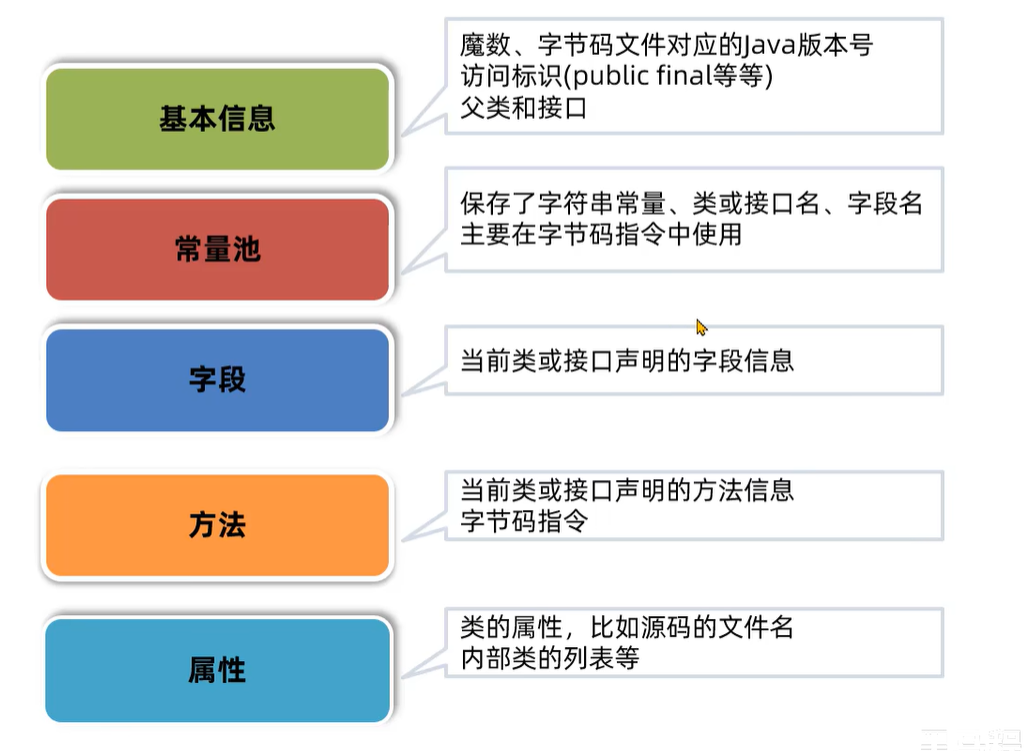 基本信息
魔数、字节码文件对应的Java版本号
访问标识(public final等等)
父类和接口
常量池
保存了字符串常量、类或接口名、字段名
主要在字节码指令中使用
字段
当前类或接口声明的字段信息
方法
当前类或接口声明的方法信息
字节码指令
属性
类的属性，比如源码的文件名
内部类的列表等